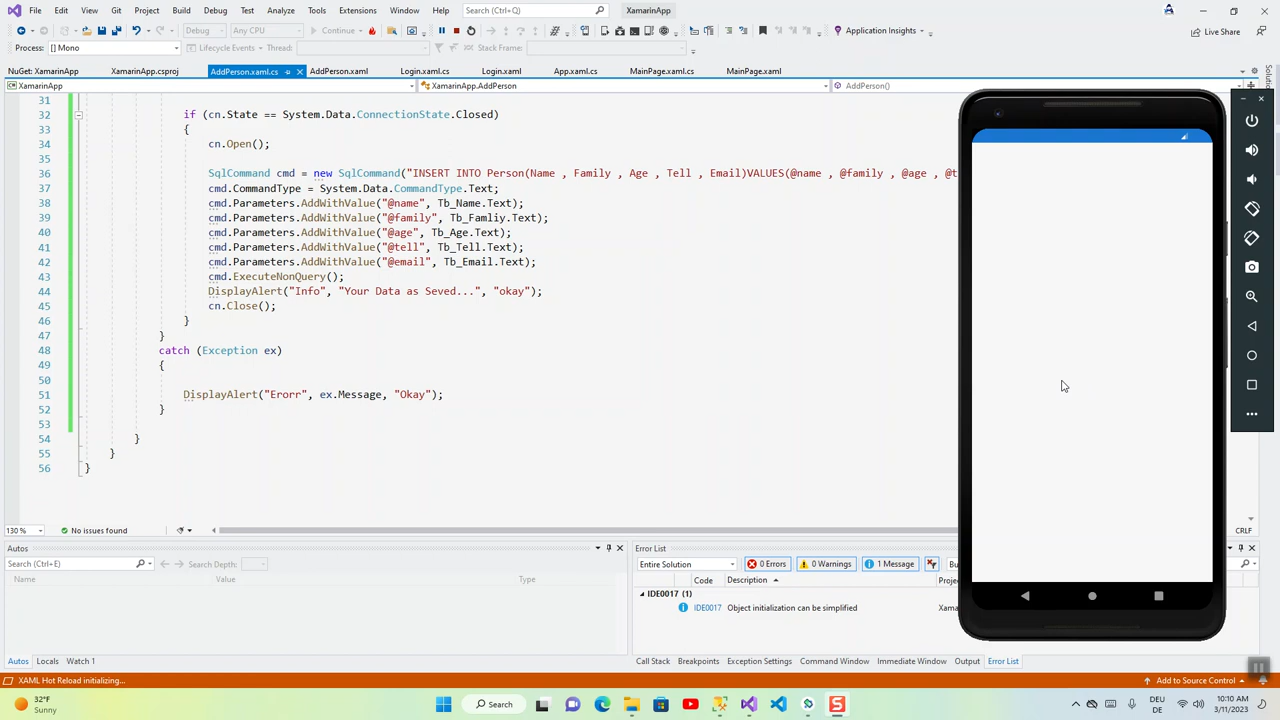 File Edit View Git Project Build Debug Test Analyze Tools Extensions Window Help Search (Ctrl+Q) XamarinApp
Debug Any CPU Continue Application Insights Live Share
Process: [] Mono Lifecycle Events Thread: Stack Frame:
NuGet: XamarinApp XamarinApp.csproj AddPerson.xaml.cs AddPerson.xaml Login.xaml.cs Login.xaml App.xaml.cs MainPage.xaml.cs MainPage.xaml
XamarinApp XamarinApp.AddPerson AddPerson()
31
32 if (cn.State == System.Data.ConnectionState.Closed)
33 {
34 cn.Open();
35
36 SqlCommand cmd = new SqlCommand("INSERT INTO Person(Name , Family , Age , Tell , Email)VALUES(@name , @family , @age , @t
37 cmd.CommandType = System.Data.CommandType.Text;
38 cmd.Parameters.AddWithValue("@name", Tb_Name.Text);
39 cmd.Parameters.AddWithValue("@family", Tb_Famliy.Text);
40 cmd.Parameters.AddWithValue("@age", Tb_Age.Text);
41 cmd.Parameters.AddWithValue("@tell", Tb_Tell.Text);
42 cmd.Parameters.AddWithValue("@email", Tb_Email.Text);
43 cmd.ExecuteNonQuery();
44 DisplayAlert("Info", "Your Data as Seved...", "okay");
45 cn.Close();
46 }
47 }
48 catch (Exception ex)
49 {
50
51 DisplayAlert("Erorr", ex.Message, "Okay");
52 }
53
54 }
55 }
56 }
130 % No issues found CRLF
Autos Error List
Search (Ctrl+E) Search Depth: Entire Solution 0 Errors 0 Warnings 1 Message
Name Value Type Code Description Proj
IDE0017 (1)
IDE0017 Object initialization can be simplified Xama
Autos Locals Watch 1 Call Stack Breakpoints Exception Settings Command Window Immediate Window Output Error List
XAML Hot Reload initializing... Add to Source Control
32°F Search DEU 10:10 AM
Sunny DE 3/11/2023